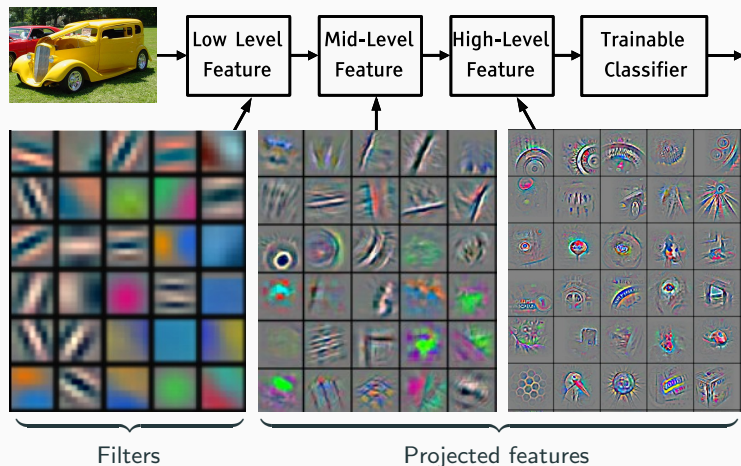 Low Level
Feature
Mid-Level
Feature
High-Level
Feature
Trainable
Classifier
Filters
Projected features